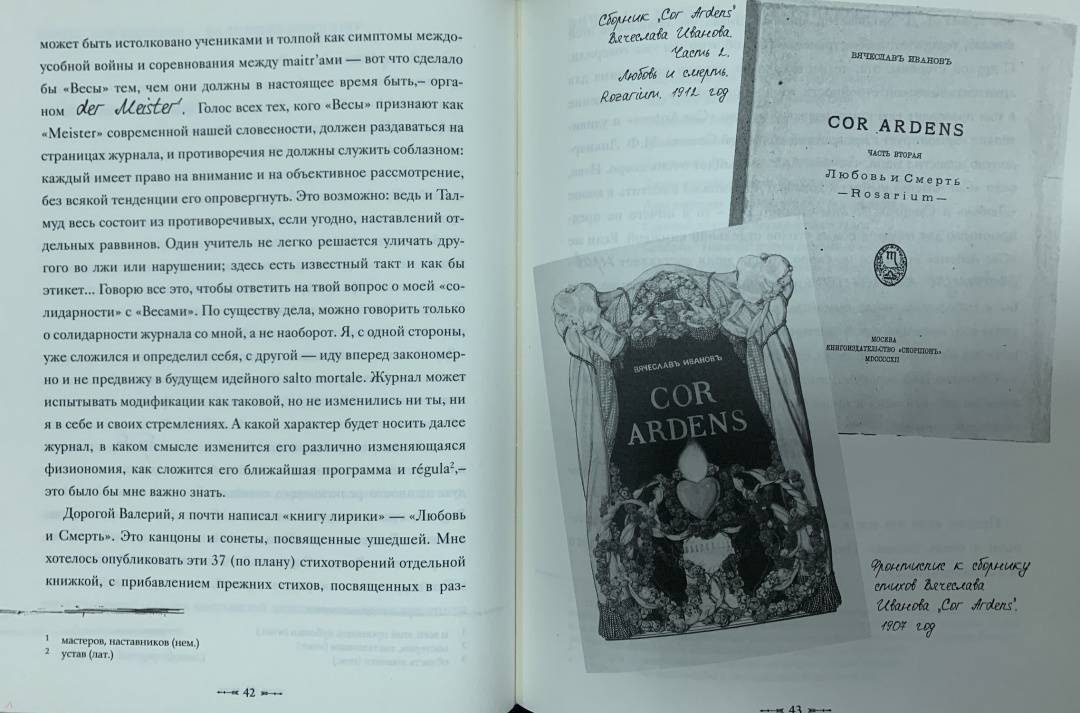 может быть истолковано учениками и толпой как симптомы междо-
усобной войны и соревнования между maitr'ами — вот что сделало
бы «Весы» тем, чем они должны в настоящее время быть,– орга-
ном der Meister¹. Голос всех тех, кого «Весы» признают как
«Meister» современной нашей словесности, должен раздаваться на
страницах журнала, и противоречия не должны служить соблазном:
каждый имеет право на внимание и на объективное рассмотрение,
без всякой тенденции его опровергнуть. Это возможно: ведь и Тал-
муд весь состоит из противоречивых, если угодно, наставлений от-
дельных раввинов. Один учитель не легко решается уличать дру-
гого во лжи или нарушении; здесь есть известный такт и как бы
этикет... Говорю все это, чтобы ответить на твой вопрос о моей «со-
лидарности» с «Весами». По существу дела, можно говорить только
о солидарности журнала со мной, а не наоборот. Я, с одной стороны,
уже сложился и определил себя, с другой — иду вперед закономер-
но и не предвижу в будущем идейного salto mortale. Журнал может
испытывать модификации как таковой, но не изменились ни ты, ни
я в себе и своих стремлениях. А какой характер будет носить далее
журнал, в каком смысле изменится его различно изменяющаяся
физиономия, как сложится его ближайшая программа и régula²,–
это было бы мне важно знать.
Дорогой Валерий, я почти написал «книгу лирики» — «Любовь
и Смерть». Это канцоны и сонеты, посвященные ушедшей. Мне
хотелось опубликовать эти 37 (по плану) стихотворений отдельной
книжкой, с прибавлением прежних стихов, посвященных в раз-
1 мастеров, наставников (нем.)
2 устав (лат.)
42
Сборник „Cor Ardens"
Вячеслава Иванова.
Часть 2.
Любовь и смерть.
Rozarium. 1912 год
ВЯЧЕСЛАВЪ ИВАНОВЪ
COR ARDENS
ЧАСТЬ ВТОРАЯ
Любовь и Смерть
—Rosarium—
МОСКВА
КНИГОИЗДАТЕЛЬСТВО «СКОРПІОНЪ»
MDCCCCXII
ВЯЧЕСЛАВЪ ИВАНОВЪ
COR
ARDENS
Фронтиспис к сборнику
стихов Вячеслава
Иванова „Cor Ardens".
1907 год
43